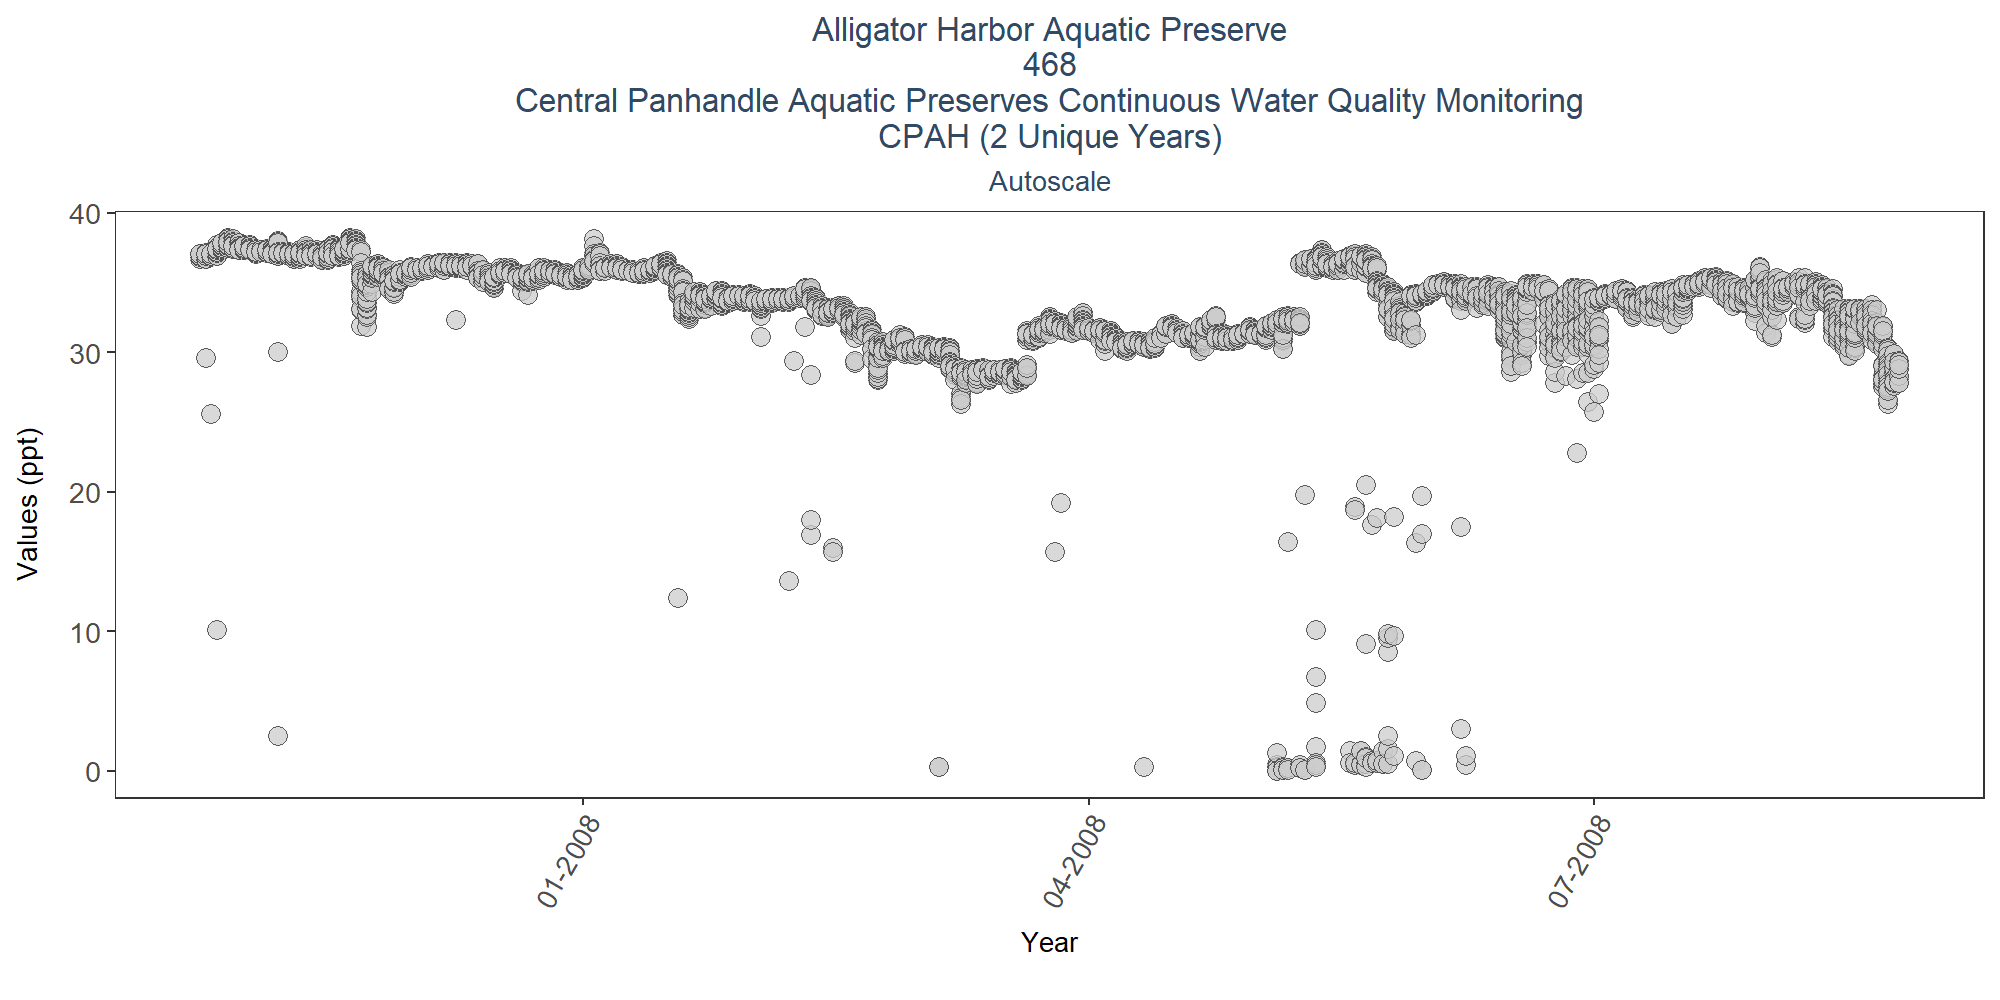 Alligator Harbor Aquatic Preserve
468
Central Panhandle Aquatic Preserves Continuous Water Quality Monitoring
CPAH (2 Unique Years)
Autoscale
Values (ppt)
40
30
20
10
0
01-2008
04-2008
07-2008
Year